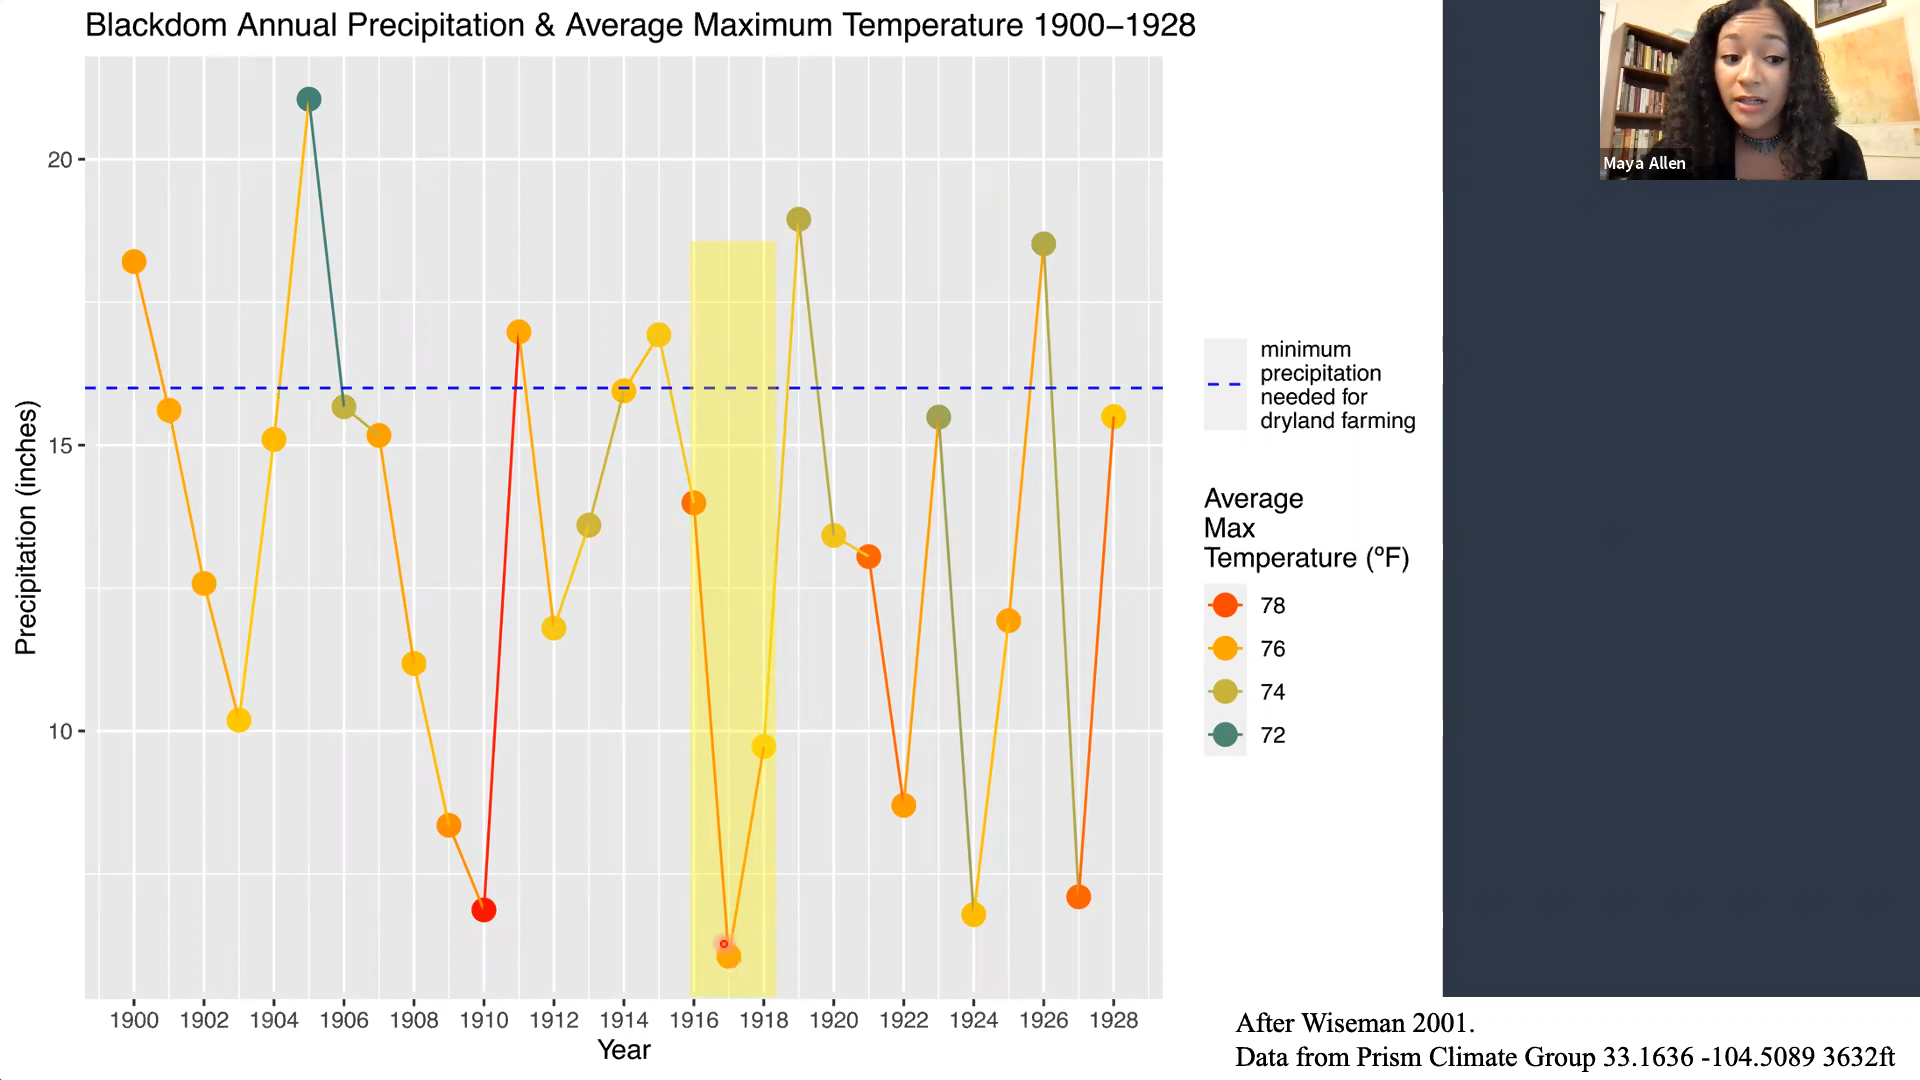 Blackdom Annual Precipitation & Average Maximum Temperature 1900–1928
Maya Allen
20
15
10
Precipitation (inches)
minimum
precipitation
needed for
dryland farming
Average
Max
Temperature (ºF)
78
76
74
72
1900 1902 1904 1906 1908 1910 1912 1914 1916 1918 1920 1922 1924 1926 1928
Year
After Wiseman 2001.
Data from Prism Climate Group 33.1636 -104.5089 3632ft